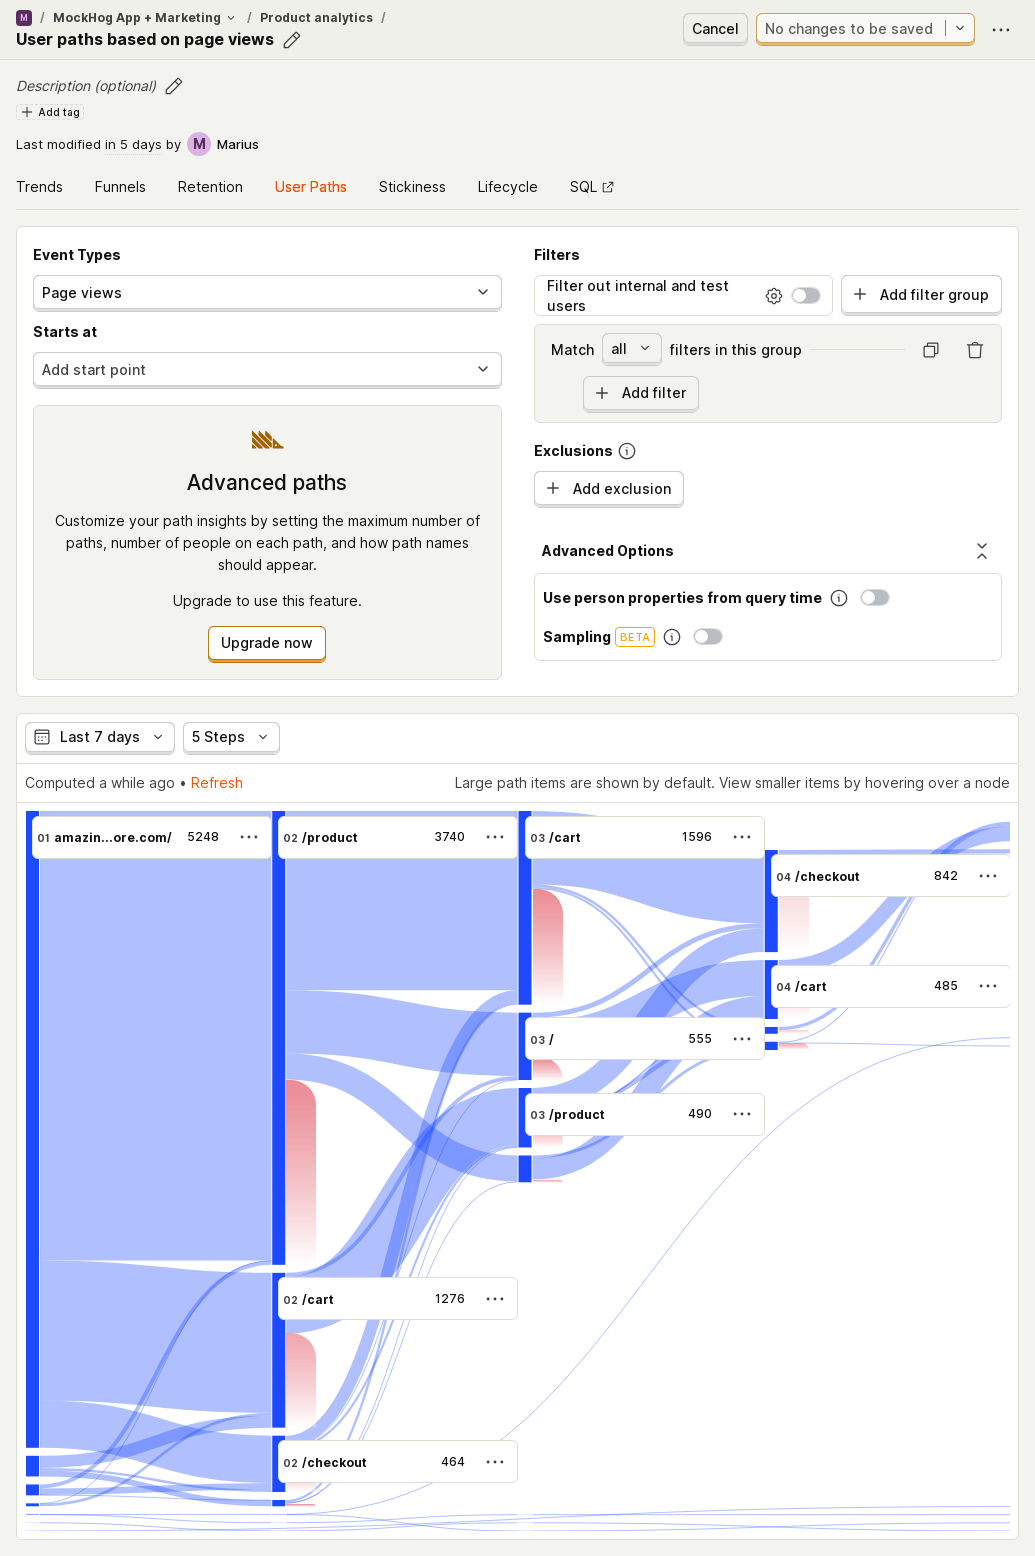 M / MockHog App + Marketing / Product analytics /
User paths based on page views
Cancel
No changes to be saved
Description (optional)
Add tag
Last modified in 5 days by M Marius
Trends Funnels Retention User Paths Stickiness Lifecycle SQL
Event Types
Page views
Starts at
Add start point
Advanced paths
Customize your path insights by setting the maximum number of
paths, number of people on each path, and how path names
should appear.
Upgrade to use this feature.
Upgrade now
Filters
Filter out internal and test
users
Add filter group
Match all filters in this group
Add filter
Exclusions
Add exclusion
Advanced Options
Use person properties from query time
Sampling BETA
Last 7 days 5 Steps
Computed a while ago • Refresh
Large path items are shown by default. View smaller items by hovering over a node
01 amazin...ore.com/ 5248
02 /product 3740
03 /cart 1596
04 /checkout 842
04 /cart 485
03 / 555
03 /product 490
02 /cart 1276
02 /checkout 464